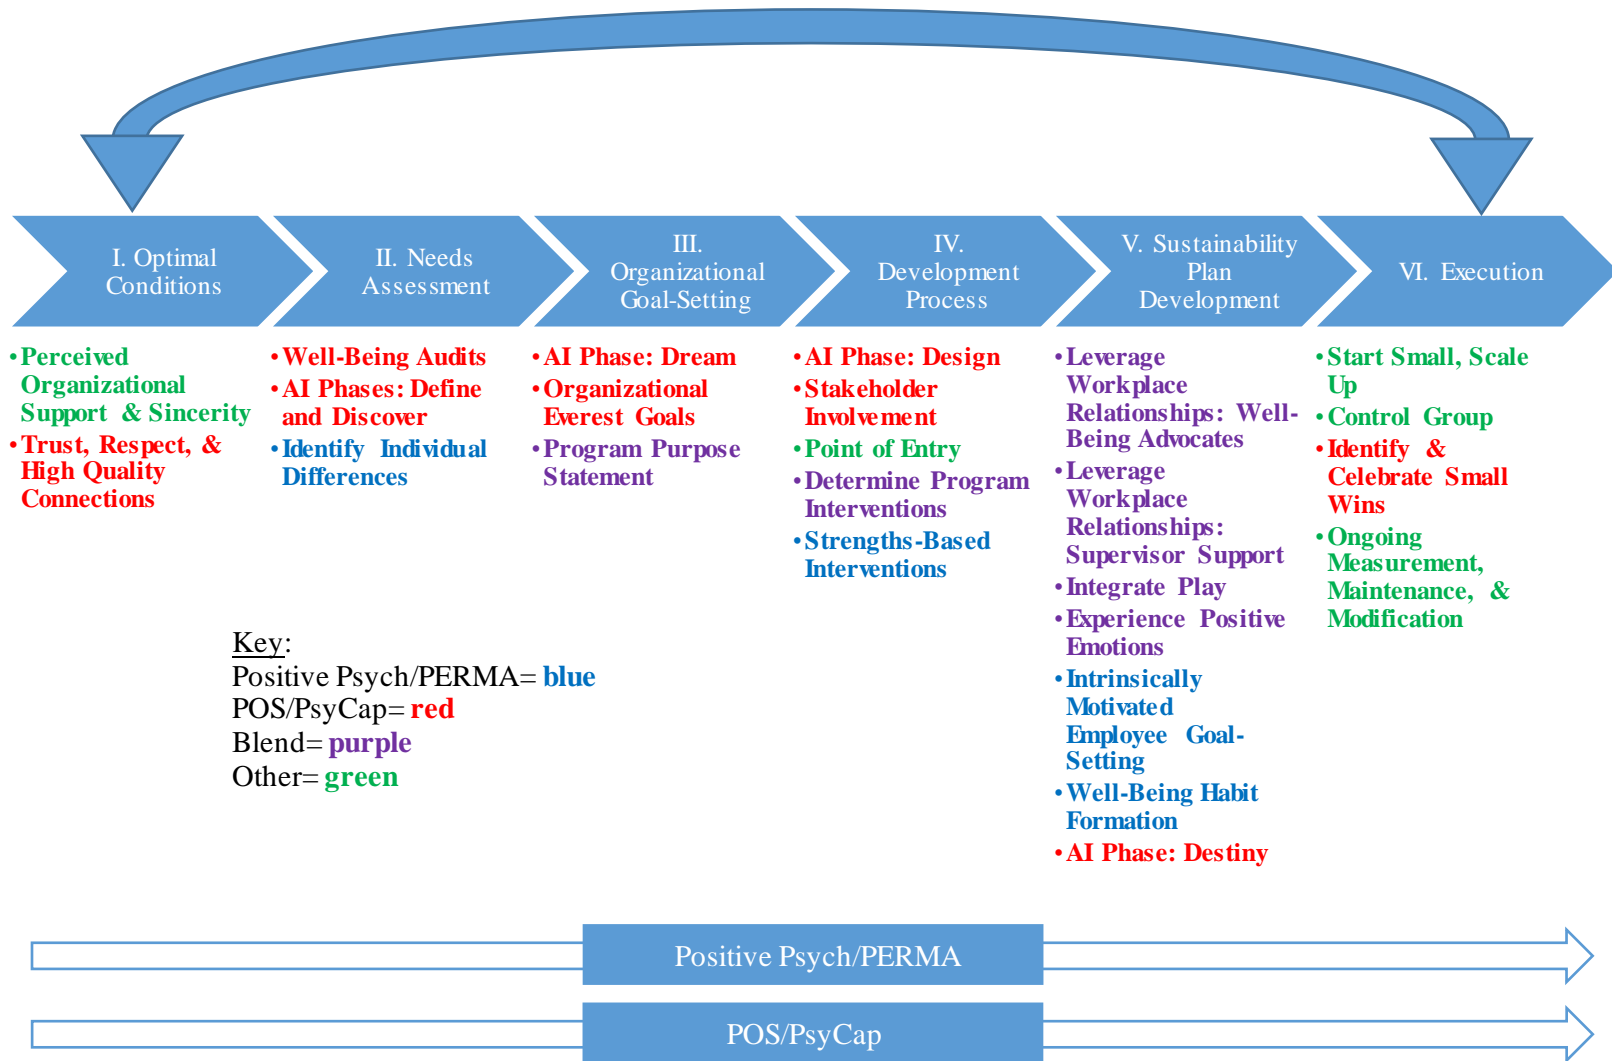 I. Optimal
Conditions
II. Needs
Assessment
III.
Organizational
Goal-Setting
IV.
Development
Process
V. Sustainability
Plan
Development
VI. Execution
•Perceived
Organizational
Support & Sincerity
•Trust, Respect, &
High Quality
Connections
•Well-Being Audits
•AI Phases: Define
and Discover
•Identify Individual
Differences
•AI Phase: Dream
•Organizational
Everest Goals
•Program Purpose
Statement
•AI Phase: Design
•Stakeholder
Involvement
•Point of Entry
•Determine Program
Interventions
•Strengths-Based
Interventions
•Leverage
Workplace
Relationships: Well-
Being Advocates
•Leverage
Workplace
Relationships:
Supervisor Support
•Integrate Play
•Experience Positive
Emotions
•Intrinsically
Motivated
Employee Goal-
Setting
•Well-Being Habit
Formation
•AI Phase: Destiny
•Start Small, Scale
Up
•Control Group
•Identify &
Celebrate Small
Wins
•Ongoing
Measurement,
Maintenance, &
Modification
Key:
Positive Psych/PERMA= blue
POS/PsyCap= red
Blend= purple
Other= green
Positive Psych/PERMA
POS/PsyCap